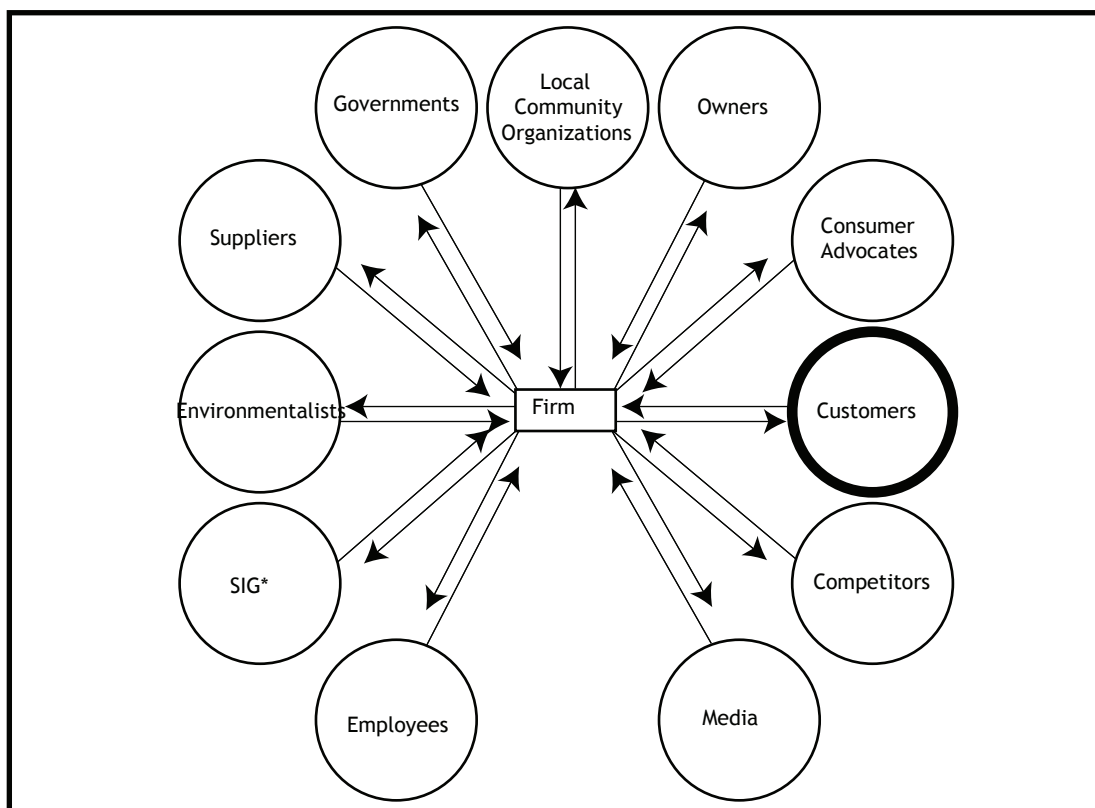 Governments
Local
Community
Organizations
Owners
Suppliers
Consumer
Advocates
Environmentalists
Firm
Customers
SIG*
Competitors
Employees
Media